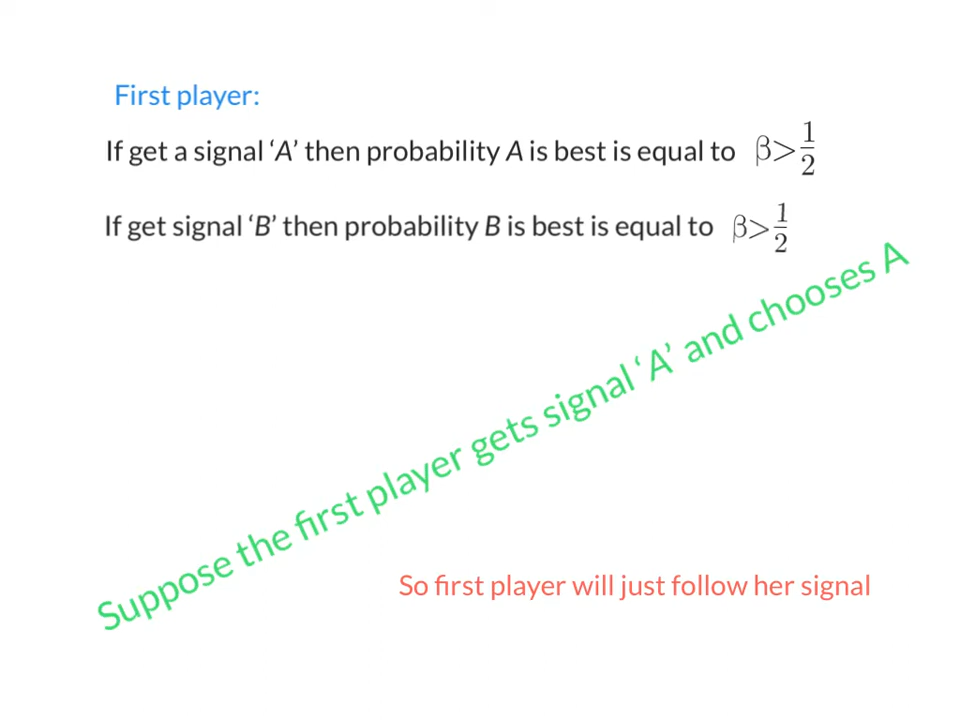 First player:
If get a signal ‘A’ then probability A is best is equal to β>1/2
If get signal ‘B’ then probability B is best is equal to β>1/2
Suppose the first player gets signal ‘A’ and chooses A
So first player will just follow her signal